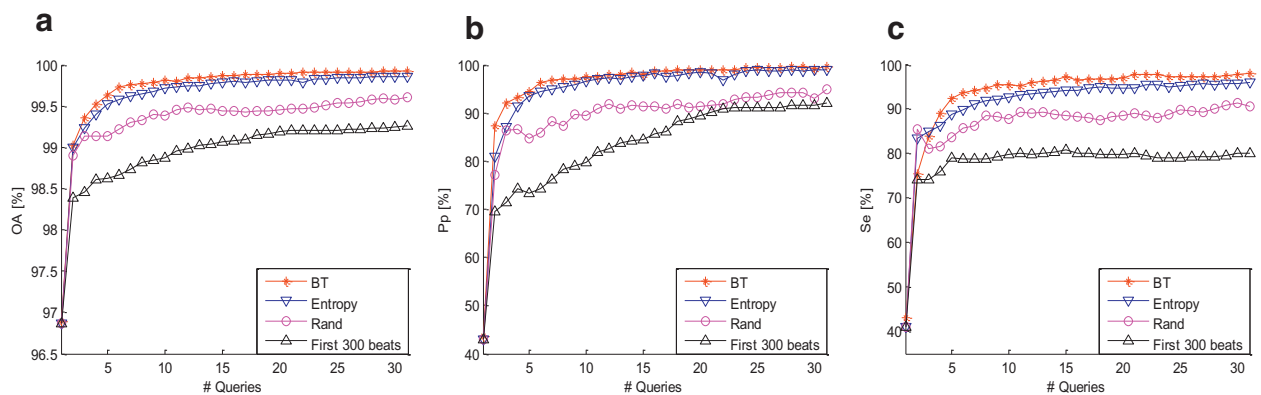 a
OA [%]
100
99.5
99
98.5
98
97.5
97
96.5
5 10 15 20 25 30
# Queries
BT
Entropy
Rand
First 300 beats
b
Pp [%]
100
90
80
70
60
50
40
5 10 15 20 25 30
# Queries
BT
Entropy
Rand
First 300 beats
c
Se [%]
100
90
80
70
60
50
40
5 10 15 20 25 30
# Queries
BT
Entropy
Rand
First 300 beats